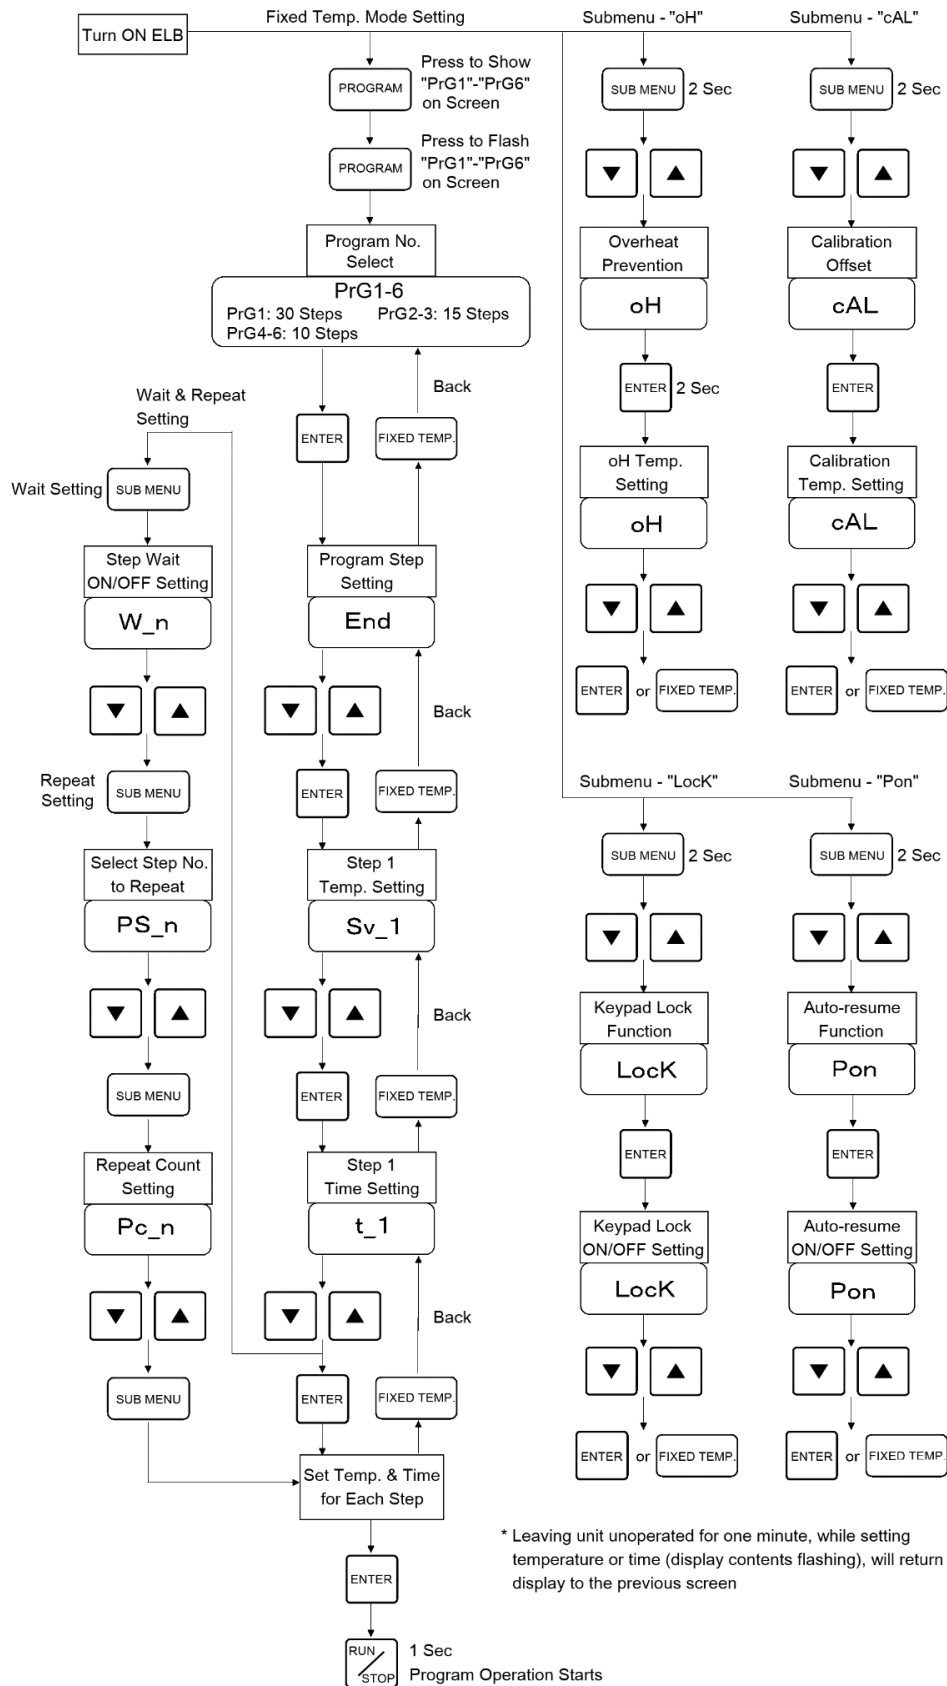 Turn ON ELB
Fixed Temp. Mode Setting
PROGRAM
Press to Show
"PrG1"-"PrG6"
on Screen
PROGRAM
Press to Flash
"PrG1"-"PrG6"
on Screen
Program No.
Select
PrG1-6
PrG1: 30 Steps
PrG2-3: 15 Steps
PrG4-6: 10 Steps
Back
ENTER
FIXED TEMP.
Program Step
Setting
End
Back
ENTER
FIXED TEMP.
Step 1
Temp. Setting
Sv_1
Back
ENTER
FIXED TEMP.
Step 1
Time Setting
t_1
Back
ENTER
FIXED TEMP.
Wait & Repeat
Setting
Wait Setting
SUB MENU
Step Wait
ON/OFF Setting
W_n
Repeat
Setting
SUB MENU
Select Step No.
to Repeat
PS_n
SUB MENU
Repeat Count
Setting
Pc_n
SUB MENU
Set Temp. & Time
for Each Step
ENTER
RUN
STOP
1 Sec
Program Operation Starts
Submenu - "oH"
SUB MENU
2 Sec
Overheat
Prevention
oH
ENTER
2 Sec
oH Temp.
Setting
oH
ENTER
or
FIXED TEMP.
Submenu - "cAL"
SUB MENU
2 Sec
Calibration
Offset
cAL
ENTER
Calibration
Temp. Setting
cAL
ENTER
or
FIXED TEMP.
Submenu - "LocK"
SUB MENU
2 Sec
Keypad Lock
Function
LocK
ENTER
Keypad Lock
ON/OFF Setting
LocK
ENTER
or
FIXED TEMP.
Submenu - "Pon"
SUB MENU
2 Sec
Auto-resume
Function
Pon
ENTER
Auto-resume
ON/OFF Setting
Pon
ENTER
or
FIXED TEMP.
* Leaving unit unoperated for one minute, while setting
temperature or time (display contents flashing), will return
display to the previous screen